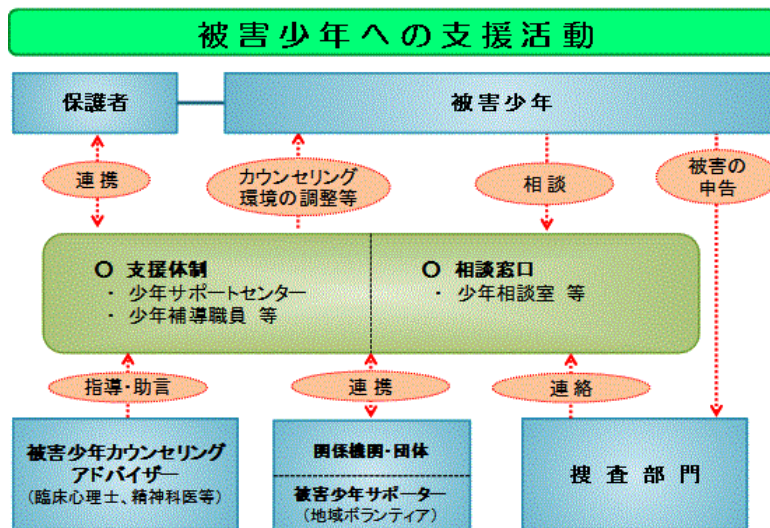 被害少年への支援活動
保護者
被害少年
連携
カウンセリング
環境の調整等
相談
被害の
申告
○ 支援体制
・ 少年サポートセンター
・ 少年補導職員 等
○ 相談窓口
・ 少年相談室 等
指導・助言
連携
連絡
被害少年カウンセリング
アドバイザー
（臨床心理士、精神科医等）
関係機関・団体
被害少年サポーター
（地域ボランティア）
捜査部門